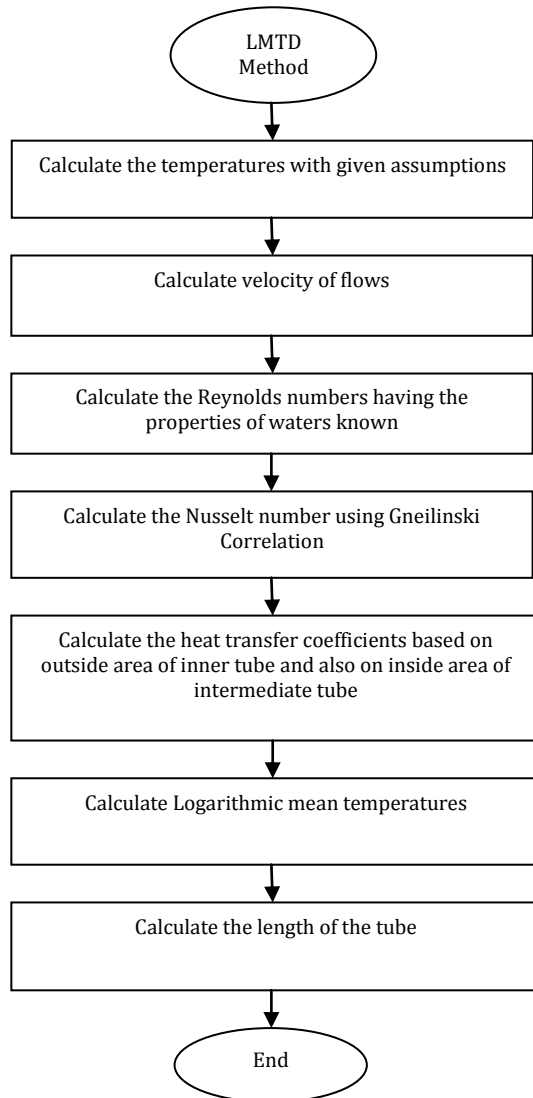 LMTD
Method
Calculate the temperatures with given assumptions
Calculate velocity of flows
Calculate the Reynolds numbers having the
properties of waters known
Calculate the Nusselt number using Gneilinski
Correlation
Calculate the heat transfer coefficients based on
outside area of inner tube and also on inside area of
intermediate tube
Calculate Logarithmic mean temperatures
Calculate the length of the tube
End